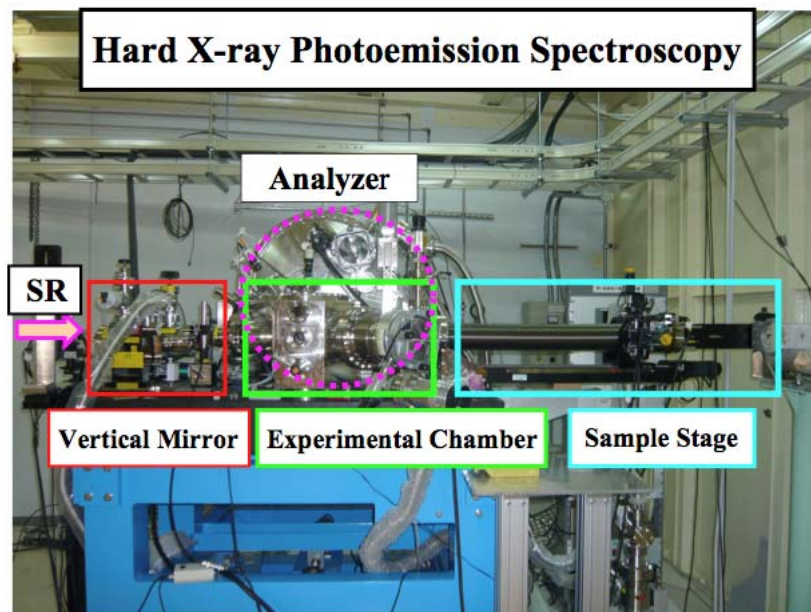 Hard X-ray Photoemission Spectroscopy
Analyzer
SR
Vertical Mirror
Experimental Chamber
Sample Stage